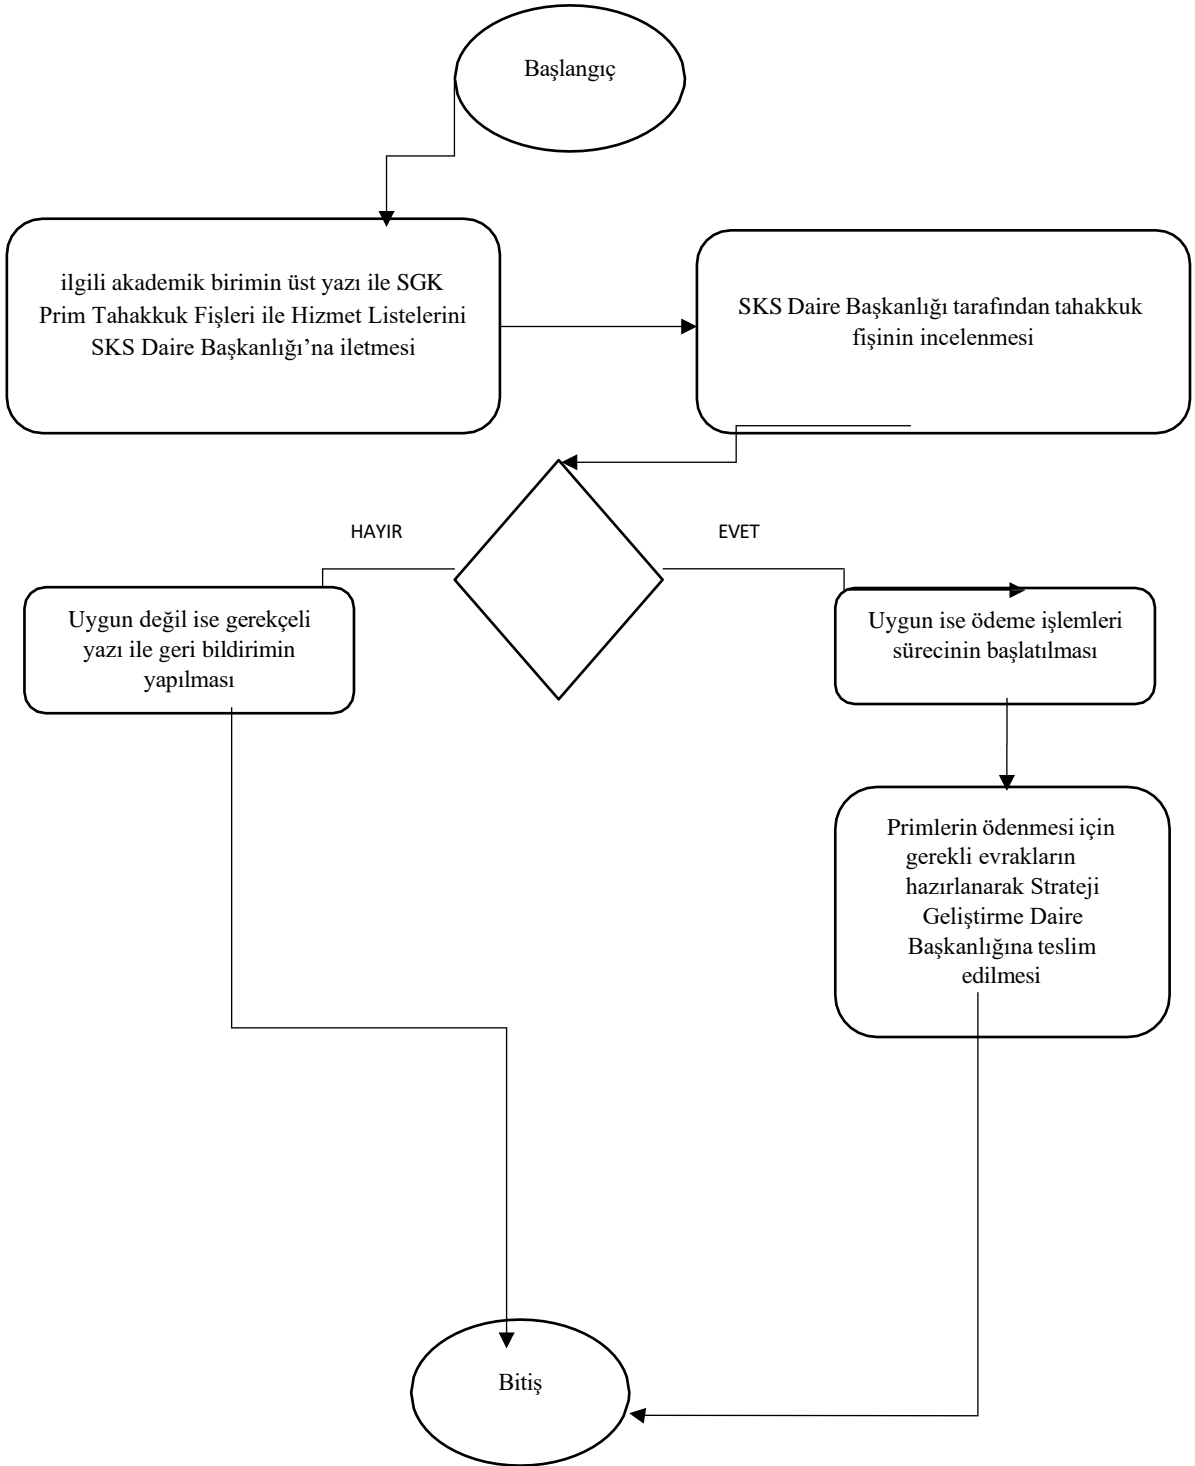 Başlangıç
ilgili akademik birimin üst yazı ile SGK
Prim Tahakkuk Fişleri ile Hizmet Listelerini
SKS Daire Başkanlığı’na iletmesi
SKS Daire Başkanlığı tarafından tahakkuk
fişinin incelenmesi
HAYIR
EVET
Uygun değil ise gerekçeli
yazı ile geri bildirimin
yapılması
Uygun ise ödeme işlemleri
sürecinin başlatılması
Primlerin ödenmesi için
gerekli evrakların
hazırlanarak Strateji
Geliştirme Daire
Başkanlığına teslim
edilmesi
Bitiş